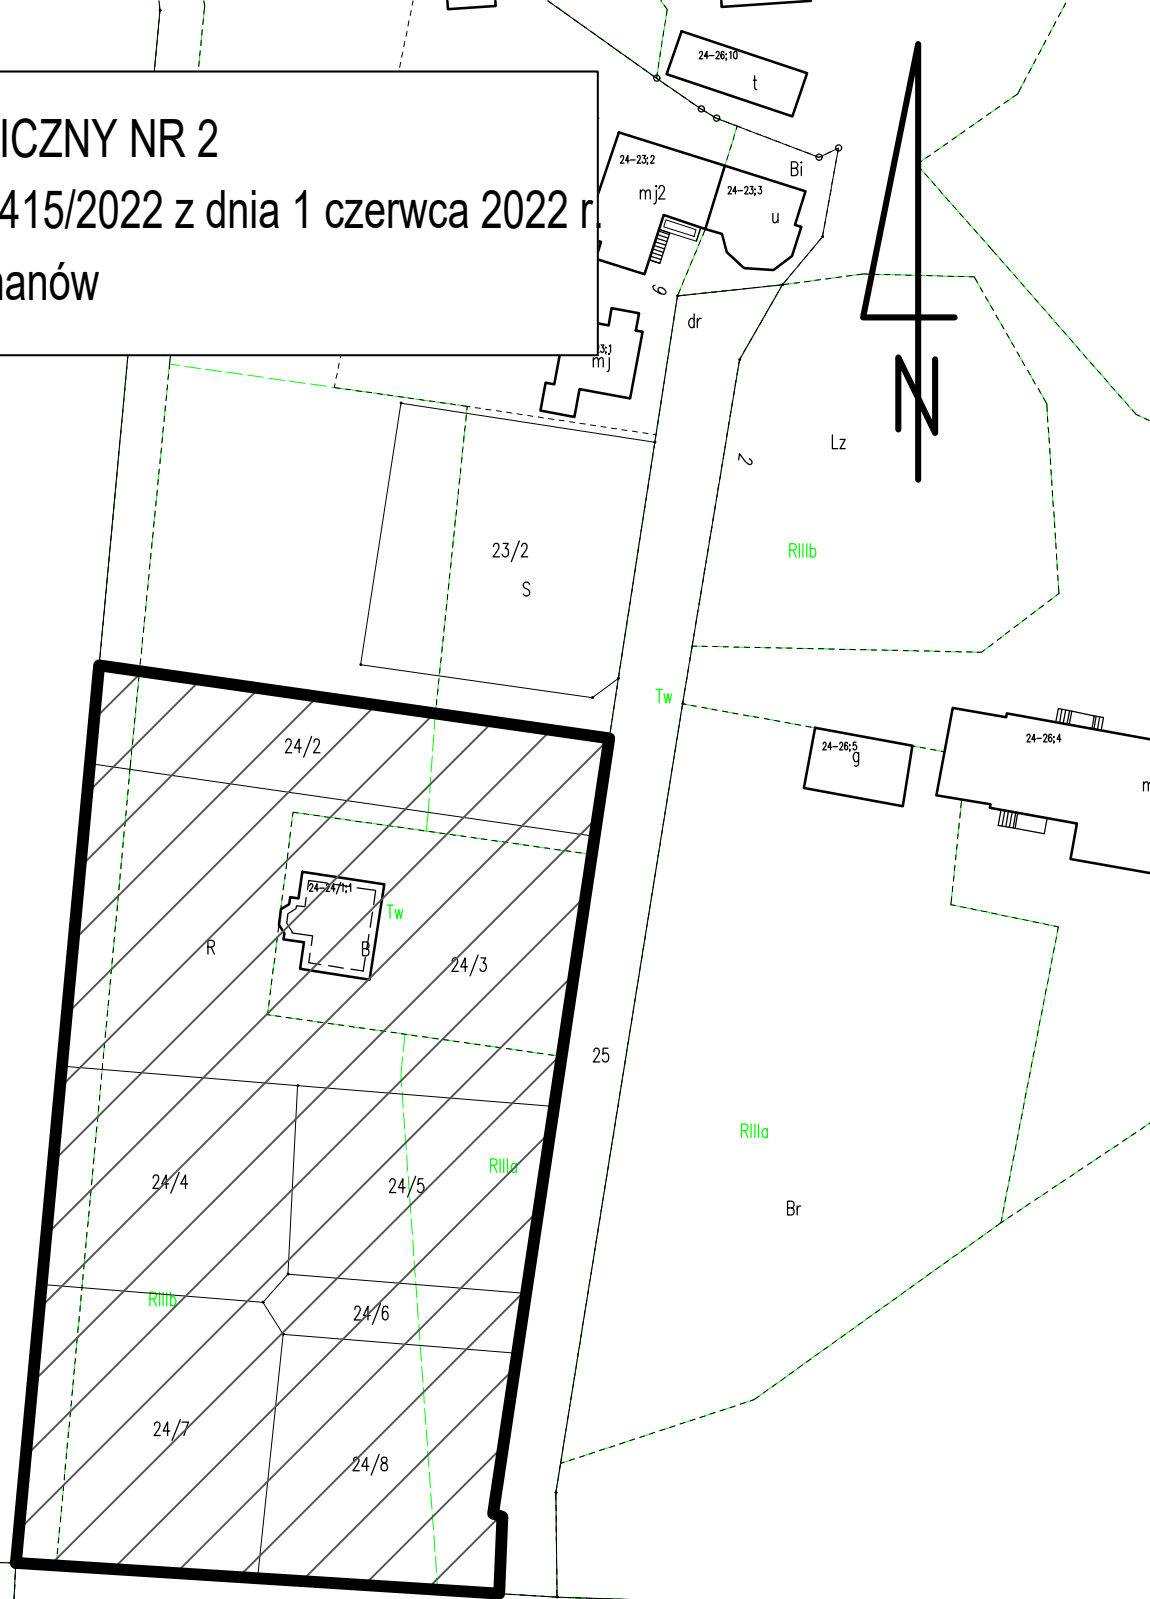 ICZNY NR 2
415/2022 z dnia 1 czerwca 2022 r.
nanów
24-26;10
t
24-23;2
mj2
24-23;3
u
Bi
g
dr
mj
N
Lz
2
23/2
S
RIIIb
Tw
24/2
24-26;5
g
24-26;4
24-24/1;1
Tw
R
B
24/3
25
RIIIa
RIIIa
24/4
24/5
Br
RIIIb
24/6
24/7
24/8